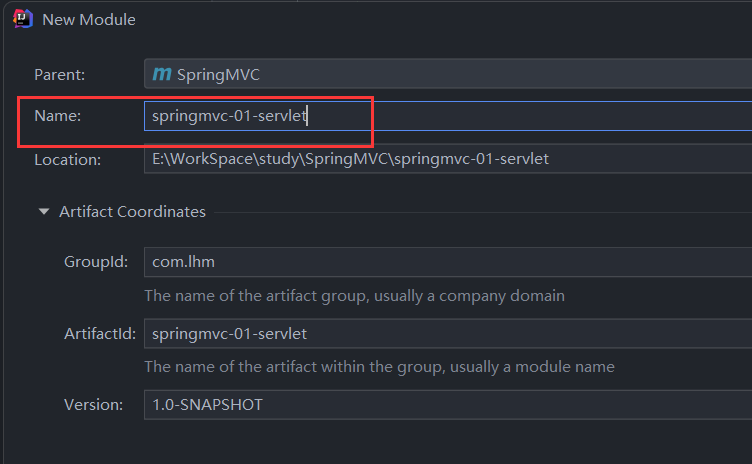 New Module
Parent: m SpringMVC
Name: springmvc-01-servlet
Location: E:\WorkSpace\study\SpringMVC\springmvc-01-servlet
Artifact Coordinates
GroupId: com.lhm
The name of the artifact group, usually a company domain
ArtifactId: springmvc-01-servlet
The name of the artifact within the group, usually a module name
Version: 1.0-SNAPSHOT